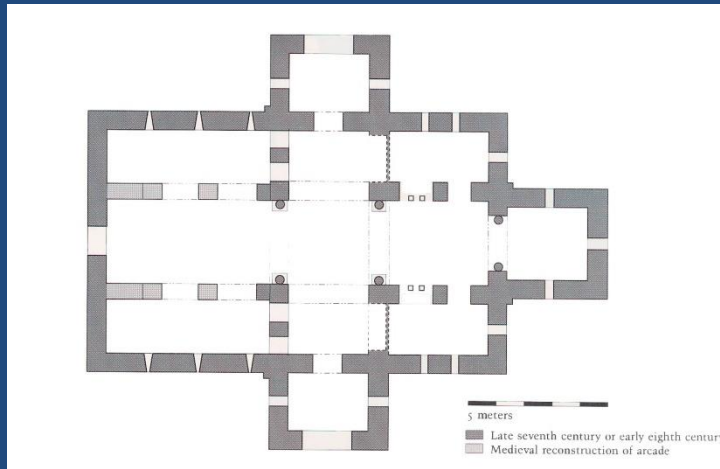 5 meters
Late seventh century or early eighth century
Medieval reconstruction of arcade